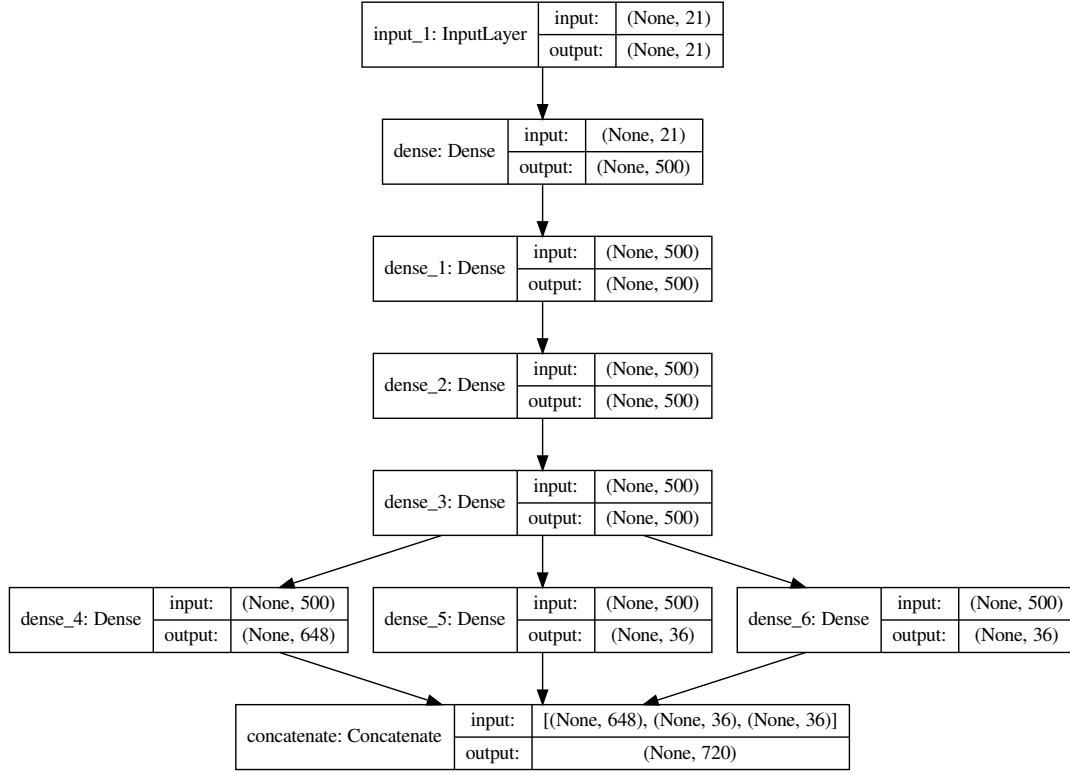 input_1: InputLayer
input: (None, 21)
output: (None, 21)
dense: Dense
input: (None, 21)
output: (None, 500)
dense_1: Dense
input: (None, 500)
output: (None, 500)
dense_2: Dense
input: (None, 500)
output: (None, 500)
dense_3: Dense
input: (None, 500)
output: (None, 500)
dense_4: Dense
input: (None, 500)
output: (None, 648)
dense_5: Dense
input: (None, 500)
output: (None, 36)
dense_6: Dense
input: (None, 500)
output: (None, 36)
concatenate: Concatenate
input: [(None, 648), (None, 36), (None, 36)]
output: (None, 720)